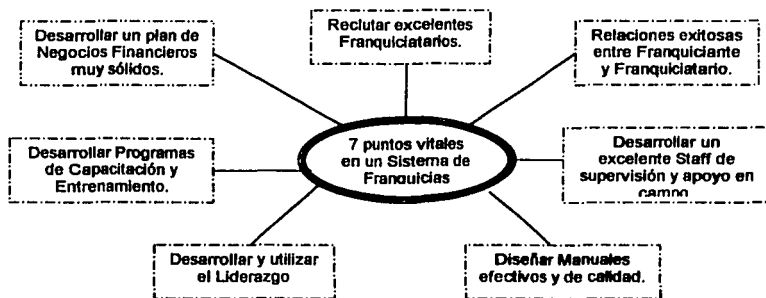 Desarrollar un plan de
Negocios Financieros
muy sólidos.
Reclutar excelentes
Franquiciatarios.
Relaciones exitosas
entre Franquiciante
y Franquiciatario.
7 puntos vitales
en un Sistema de
Franquicias
Desarrollar Programas
de Capacitación y
Entrenamiento.
Desarrollar un
excelente Staff de
supervisión y apoyo en
campo
Desarrollar y utilizar
el Liderazgo
Diseñar Manuales
efectivos y de calidad.